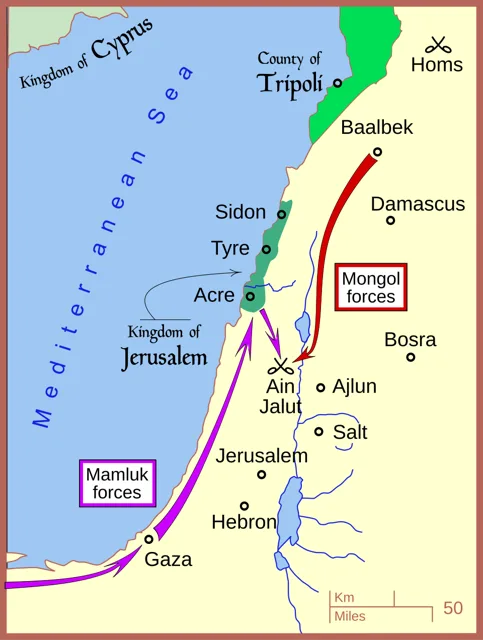 Kingdom of Cyprus
County of
Tripoli
Homs
Baalbek
Mediterranean Sea
Sidon
Damascus
Tyre
Mongol
forces
Acre
Kingdom of
Jerusalem
Bosra
Ain
Jalut
Ajlun
Salt
Jerusalem
Mamluk
forces
Hebron
Gaza
Km
Miles
50